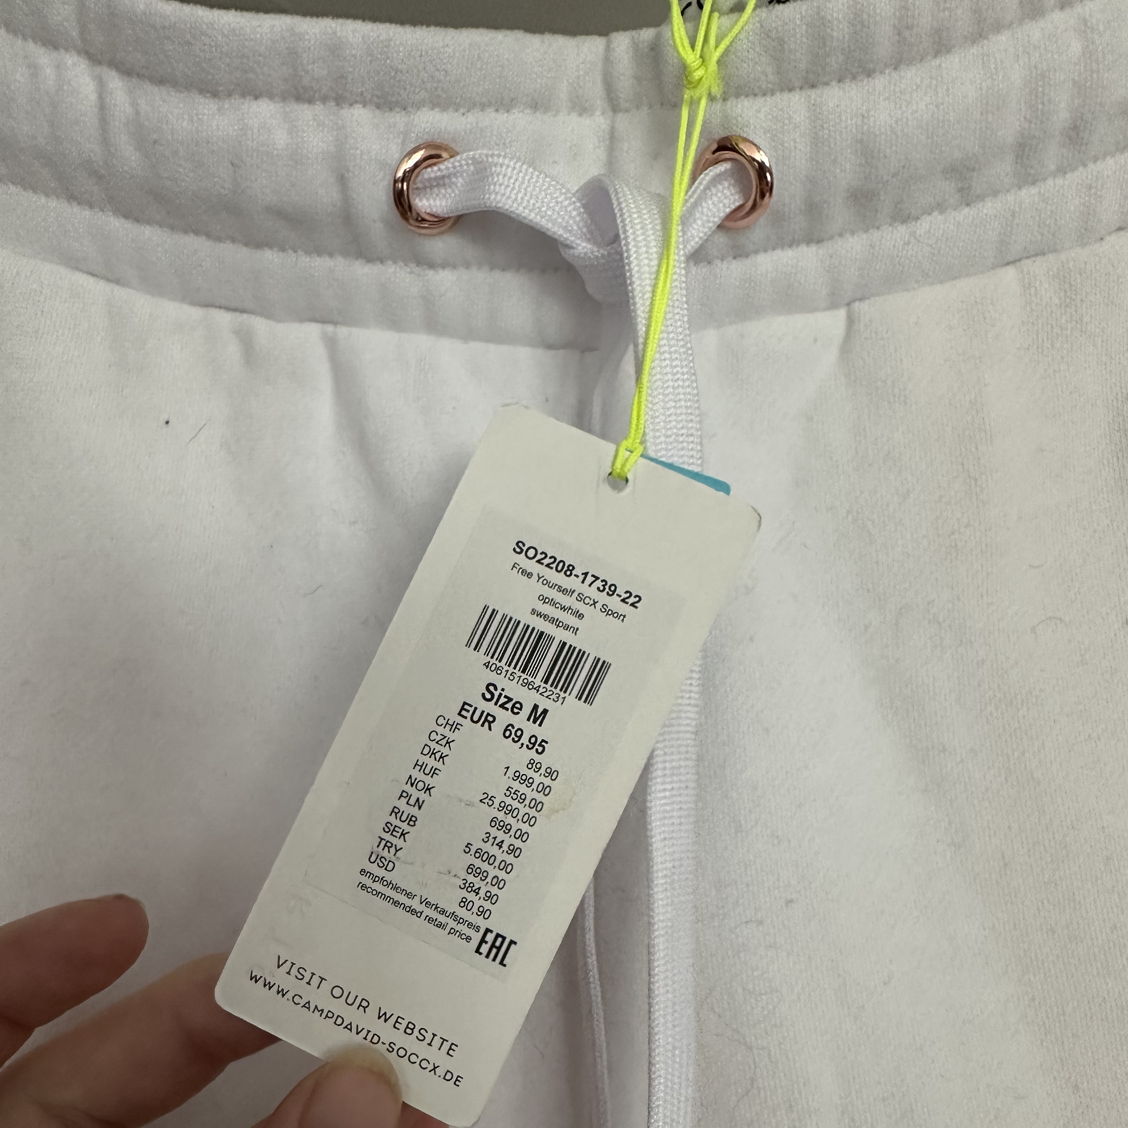 SO2208-1739-22
Free Yourself SCX Sport
opticwhite
sweatpant
4061519642231
Size M
EUR 69,95
CHF 89,90
CZK 1.999,00
DKK 559,00
HUF 25.990,00
NOK 699,00
PLN 314,90
RUB 5.600,00
SEK 699,00
TRY 384,90
USD 80,90
empfohlener Verkaufspreis
recommended retail price
EAC
VISIT OUR WEBSITE
WWW.CAMPDAVID-SOCCX.DE